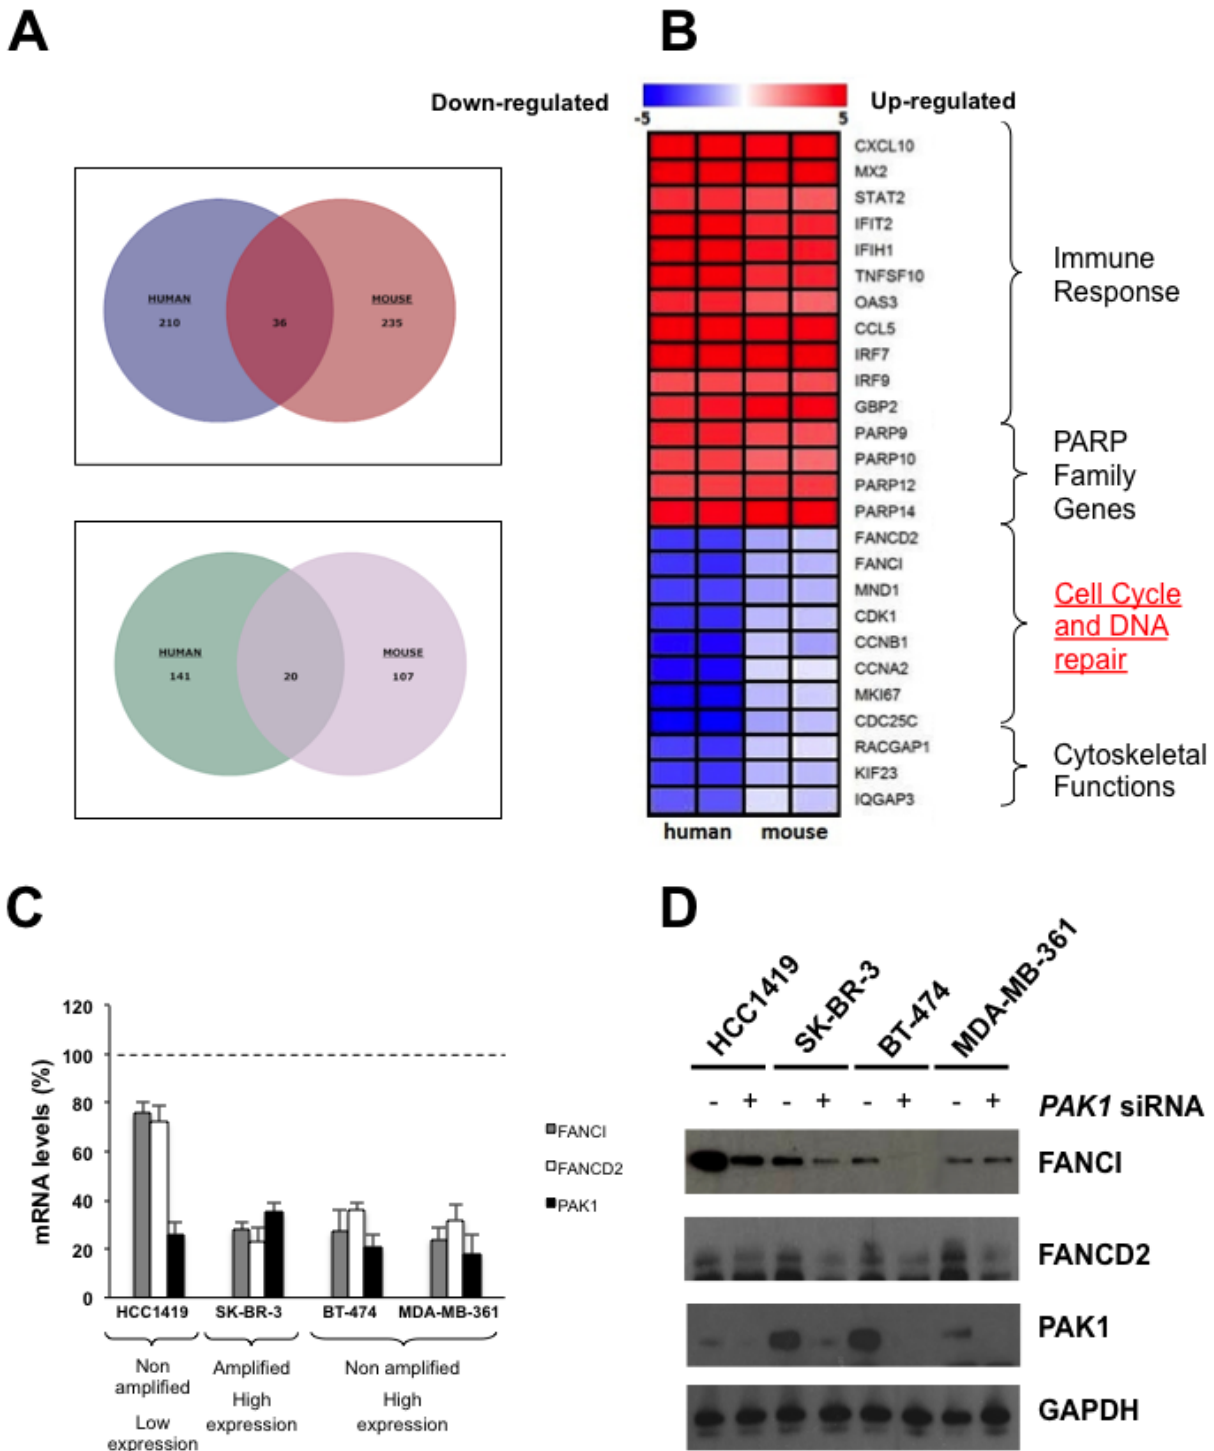 A
B
Down-regulated
Up-regulated
-5
5
HUMAN
210
36
MOUSE
235
HUMAN
141
20
MOUSE
107
CXCL10
MX2
STAT2
IFIT2
IFIH1
TNFSF10
OAS3
CCL5
IRF7
IRF9
GBP2
PARP9
PARP10
PARP12
PARP14
FANCD2
FANCI
MND1
CDK1
CCNB1
CCNA2
MKI67
CDC25C
RACGAP1
KIF23
IQGAP3
human mouse
Immune
Response
PARP
Family
Genes
Cell Cycle
and DNA
repair
Cytoskeletal
Functions
C
mRNA levels (%)
120
100
80
60
40
20
0
HCC1419 SK-BR-3 BT-474 MDA-MB-361
Non
amplified
Low
expression
Amplified
High
expression
Non amplified
High
expression
FANCI
FANCD2
PAK1
D
HCC1419
SK-BR-3
BT-474
MDA-MB-361
- + - + - + - + PAK1 siRNA
FANCI
FANCD2
PAK1
GAPDH